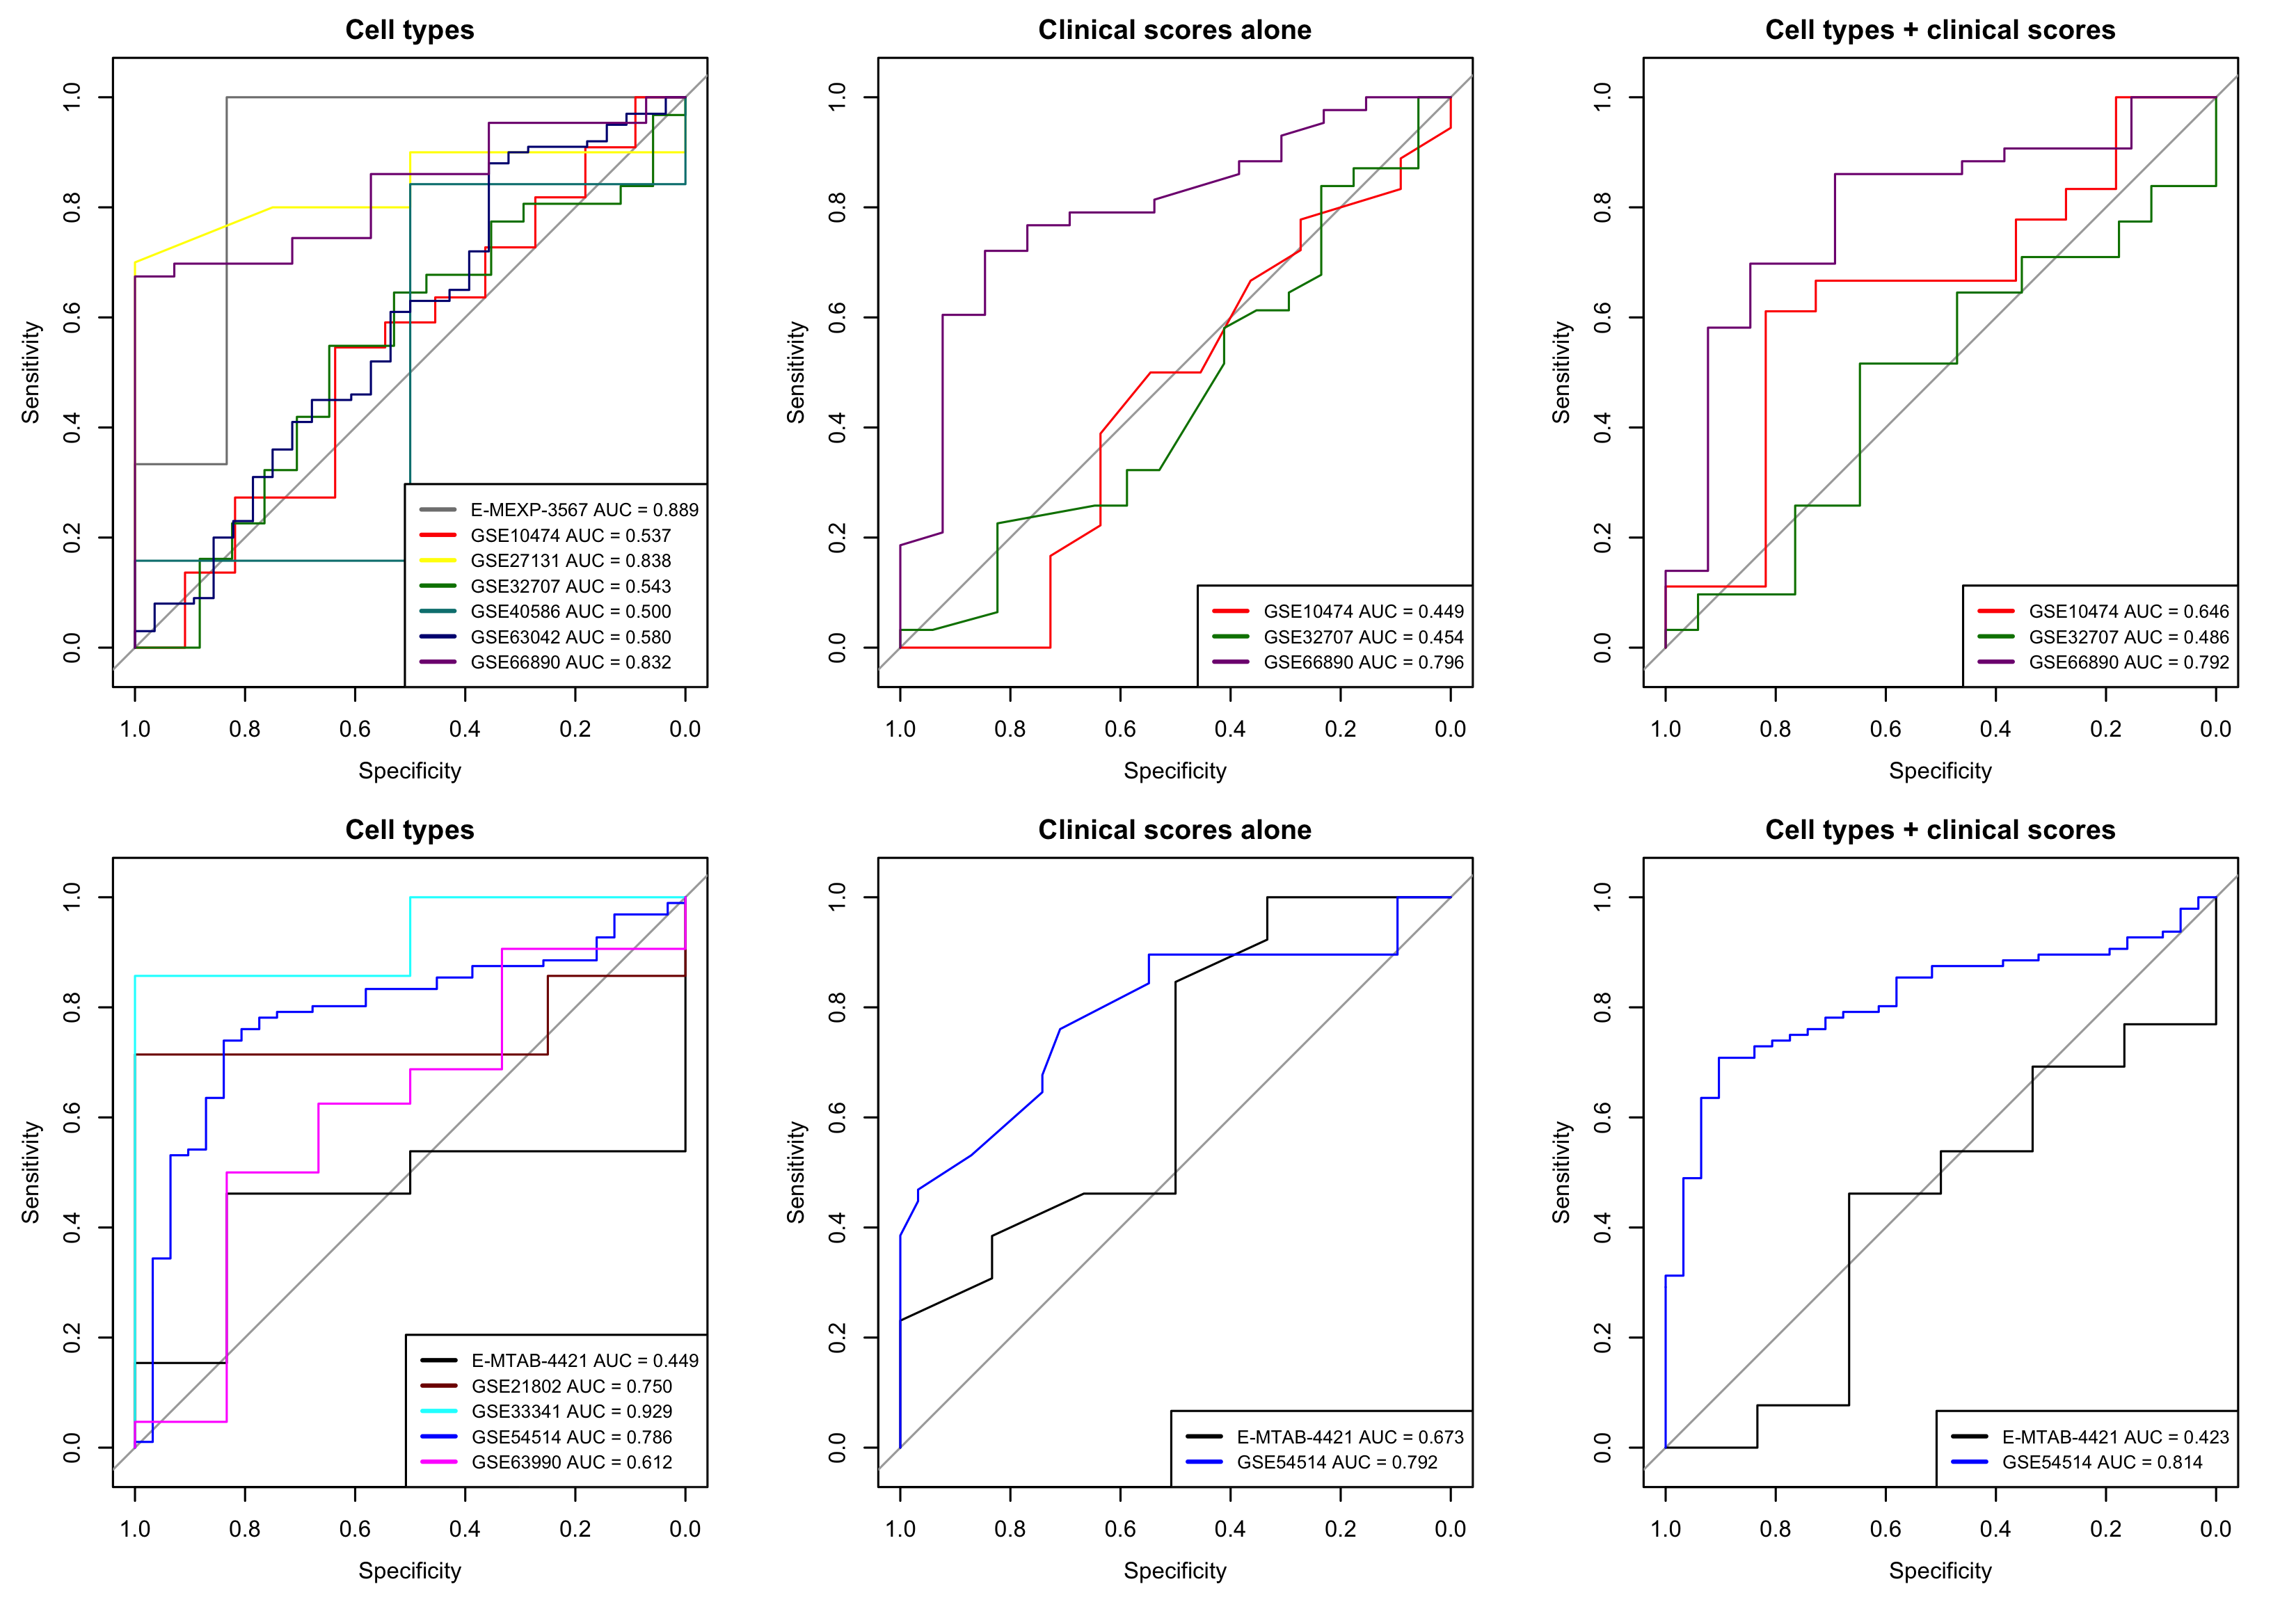 Cell types
Sensitivity
1.0
0.8
0.6
0.4
0.2
0.0
E-MEXP-3567 AUC = 0.889
GSE10474 AUC = 0.537
GSE27131 AUC = 0.838
GSE32707 AUC = 0.543
GSE40586 AUC = 0.500
GSE63042 AUC = 0.580
GSE66890 AUC = 0.832
1.0 0.8 0.6 0.4 0.2 0.0
Specificity
Clinical scores alone
Sensitivity
1.0
0.8
0.6
0.4
0.2
0.0
GSE10474 AUC = 0.449
GSE32707 AUC = 0.454
GSE66890 AUC = 0.796
1.0 0.8 0.6 0.4 0.2 0.0
Specificity
Cell types + clinical scores
Sensitivity
1.0
0.8
0.6
0.4
0.2
0.0
GSE10474 AUC = 0.646
GSE32707 AUC = 0.486
GSE66890 AUC = 0.792
1.0 0.8 0.6 0.4 0.2 0.0
Specificity
Cell types
Sensitivity
1.0
0.8
0.6
0.4
0.2
0.0
E-MTAB-4421 AUC = 0.449
GSE21802 AUC = 0.750
GSE33341 AUC = 0.929
GSE54514 AUC = 0.786
GSE63990 AUC = 0.612
1.0 0.8 0.6 0.4 0.2 0.0
Specificity
Clinical scores alone
Sensitivity
1.0
0.8
0.6
0.4
0.2
0.0
E-MTAB-4421 AUC = 0.673
GSE54514 AUC = 0.792
1.0 0.8 0.6 0.4 0.2 0.0
Specificity
Cell types + clinical scores
Sensitivity
1.0
0.8
0.6
0.4
0.2
0.0
E-MTAB-4421 AUC = 0.423
GSE54514 AUC = 0.814
1.0 0.8 0.6 0.4 0.2 0.0
Specificity